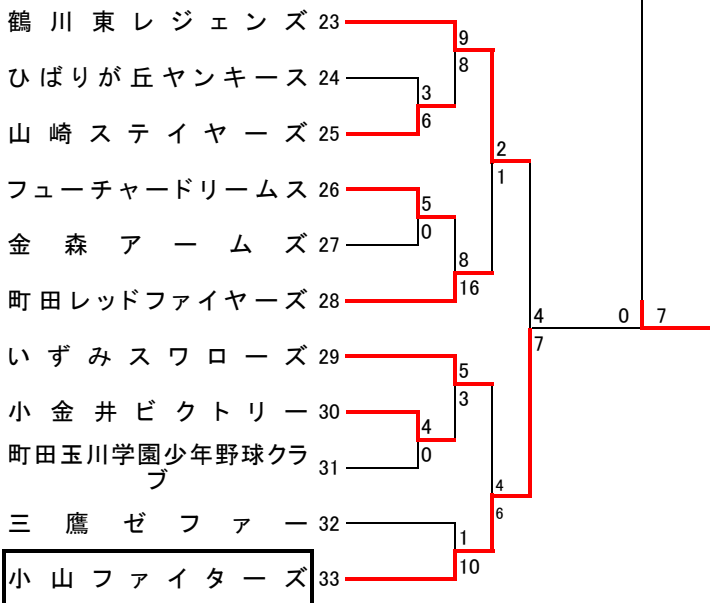 鶴川東レジェンズ 23
9
8
ひばりが丘ヤンキース 24
3
6
山崎ステイヤーズ 25
2
1
フューチャードリームス 26
5
0
金森アームズ 27
8
16
町田レッドファイヤーズ 28
4 0 7
7
いずみスワローズ 29
5
3
小金井ビクトリー 30
4
0
町田玉川学園少年野球クラ
ブ
31
4
6
三鷹ゼファー 32
1
10
小山ファイターズ 33